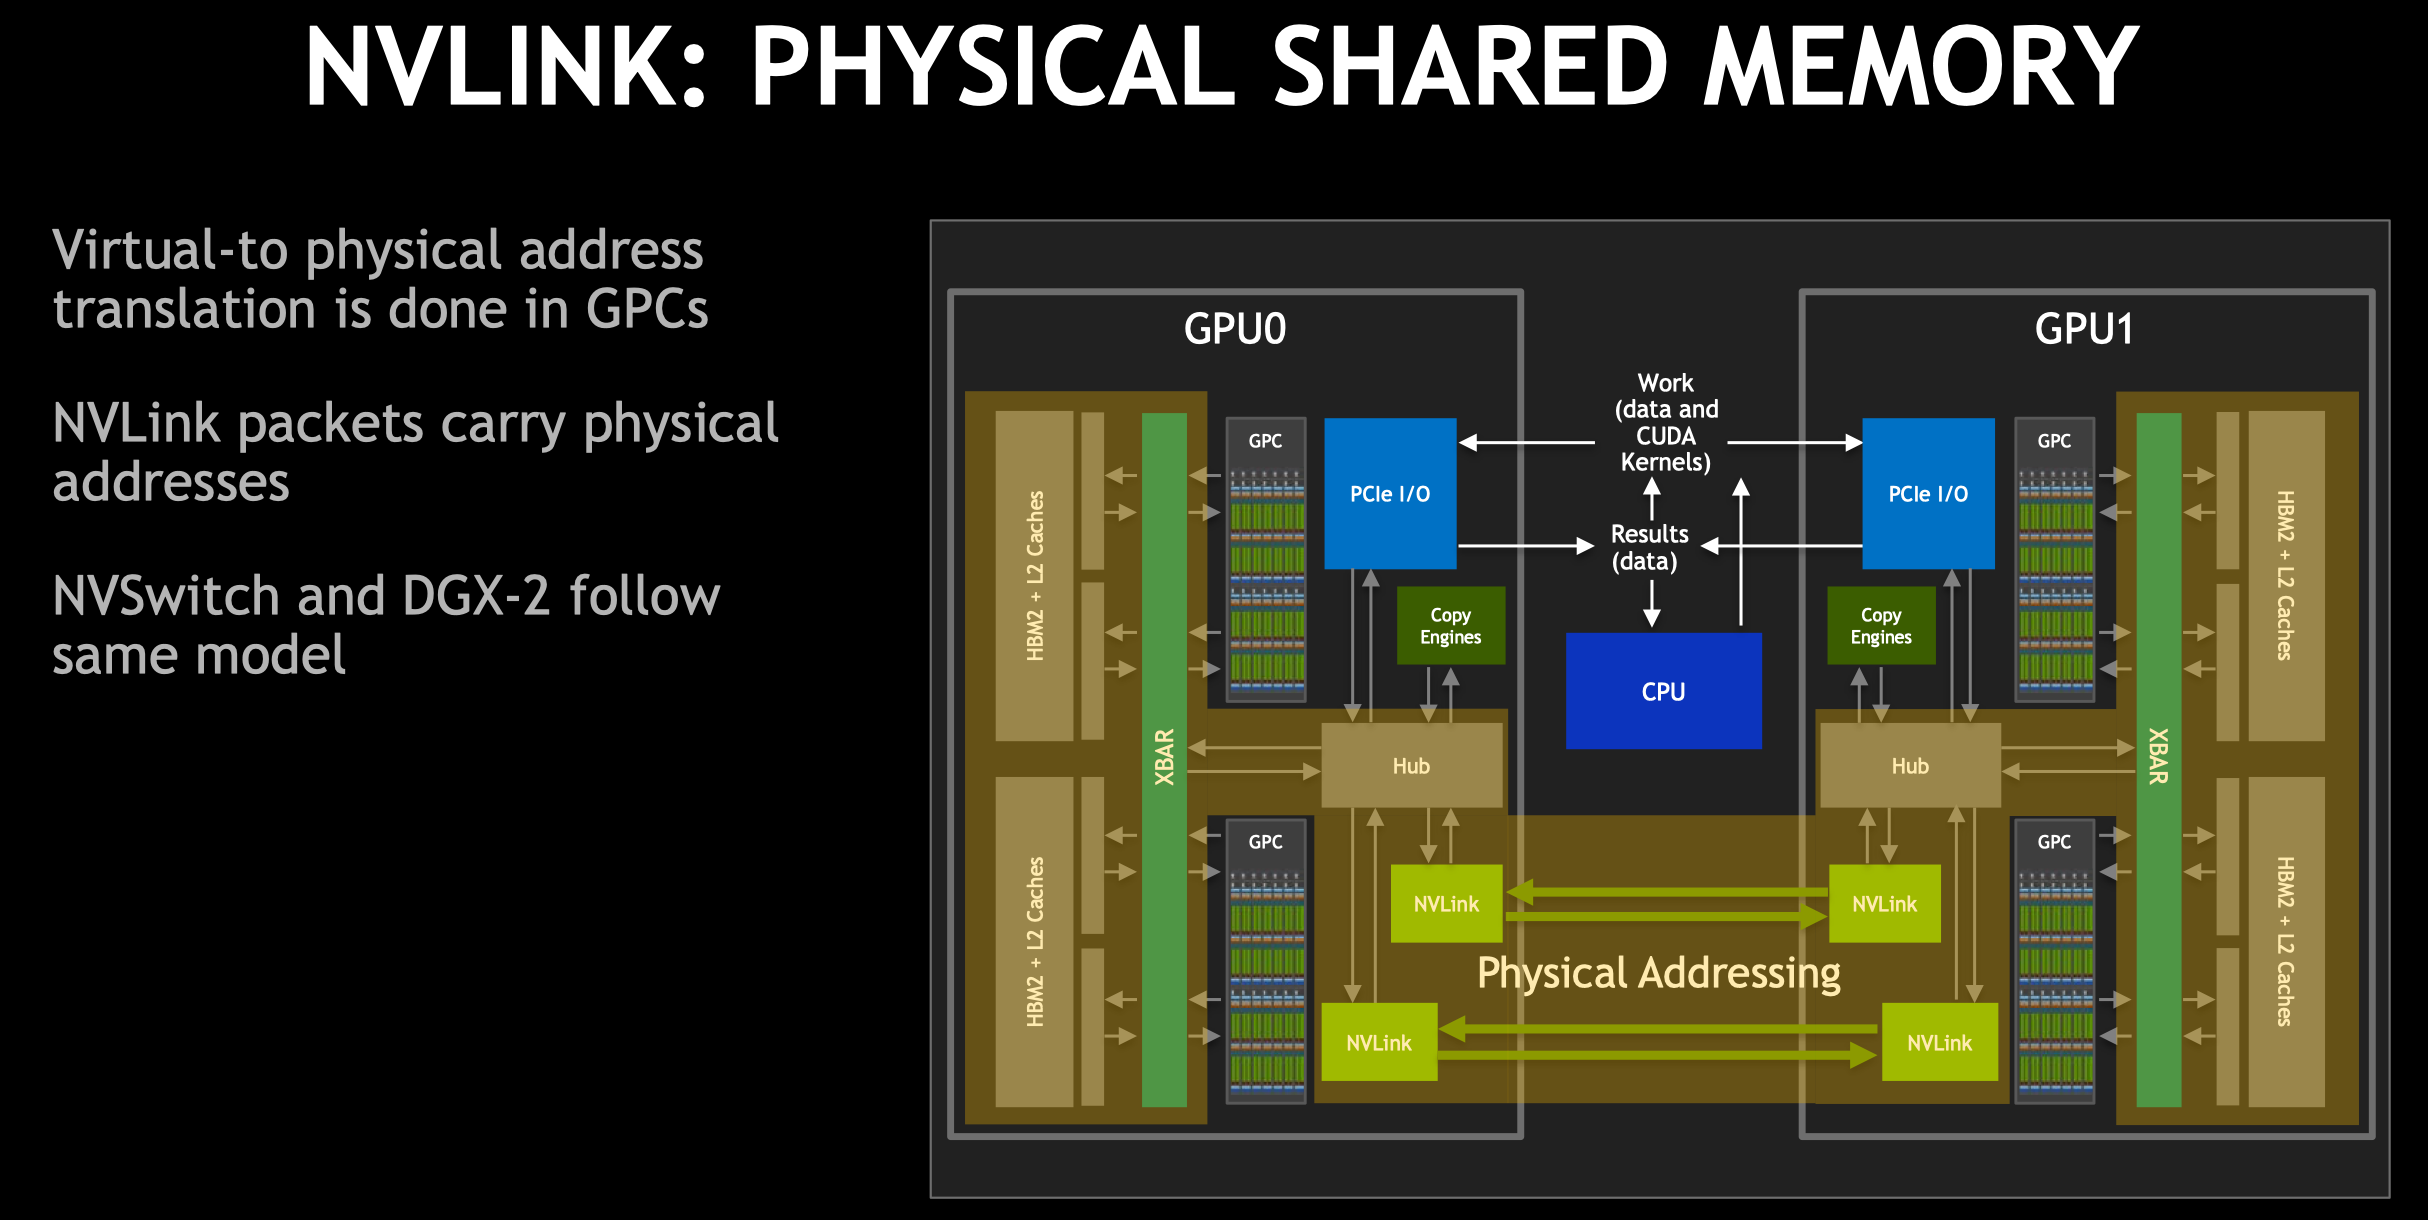 NVLINK: PHYSICAL SHARED MEMORY
Virtual-to physical address
translation is done in GPCs
NVLink packets carry physical
addresses
NVSwitch and DGX-2 follow
same model
GPU0
HBM2 + L2 Caches
HBM2 + L2 Caches
XBAR
GPC
GPC
PCIe I/O
Copy
Engines
Hub
NVLink
NVLink
Work
(data and
CUDA
Kernels)
Results
(data)
CPU
Physical Addressing
GPU1
PCIe I/O
Copy
Engines
Hub
NVLink
NVLink
GPC
GPC
XBAR
HBM2 + L2 Caches
HBM2 + L2 Caches